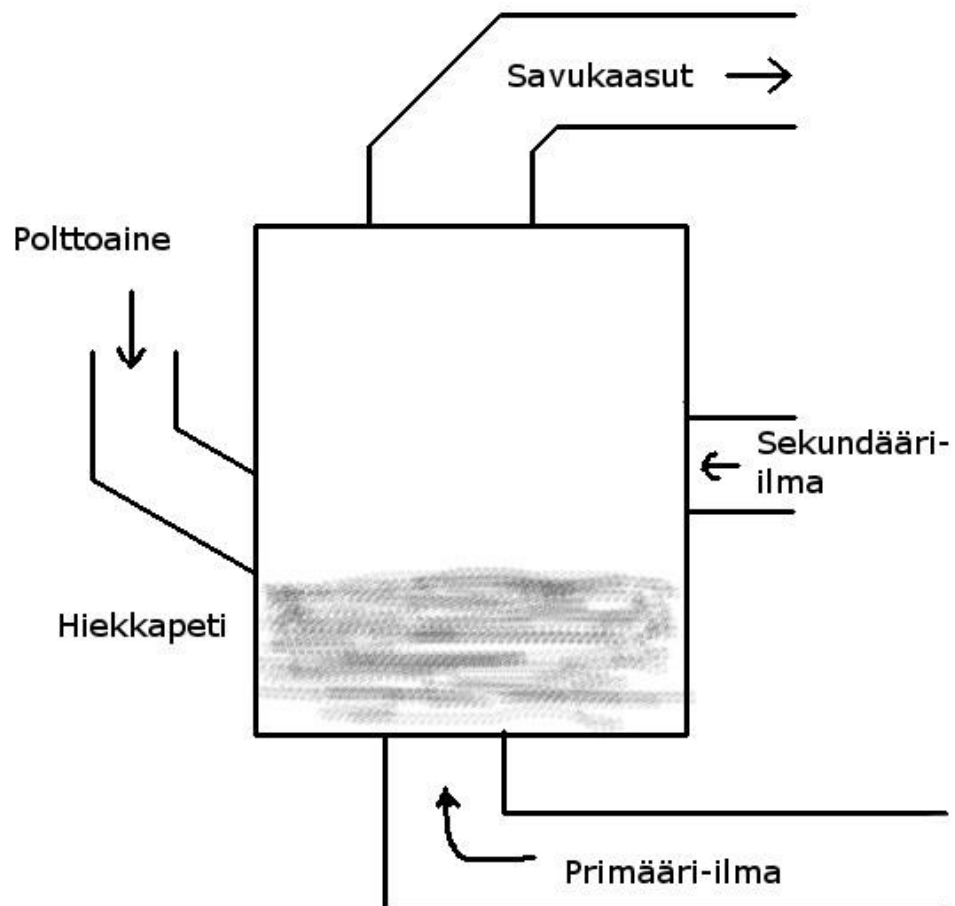 Savukaasut
Polttoaine
Sekundääri-
ilma
Hiekkapeti
Primääri-ilma